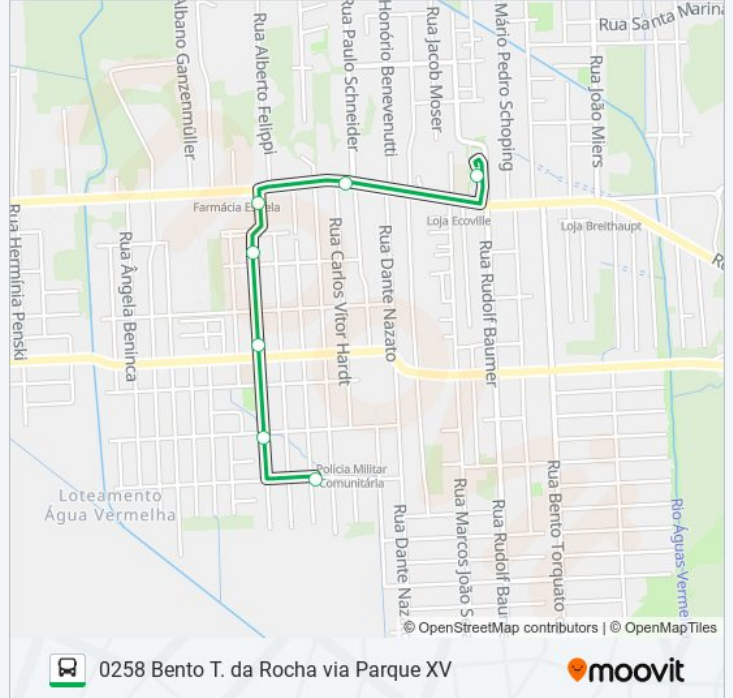 Albano Ganzenmüller
Rua Alberto Felippi
Rua Paulo Schneider
Honório Benevenutti
Rua Jacob Moser
Mário Pedro Schoping
Rua Santa Marina
Rua João Miers
Farmácia
Loja Ecoville
Loja Breithaupt
Rua Hermínia Penski
Rua Ângela Beninca
Rua Carlos Vítor Hardt
Rua Dante Nazato
Rua Rudolf Baumer
Polícia Militar
Comunitária
Loteamento
Água Vermelha
Rua Dante Naz
Rua Marcos João S
Rua Rudolf Bau
Rua Bento Torquato
Rio Águas Verme
© OpenStreetMap contributors | © OpenMapTiles
0258 Bento T. da Rocha via Parque XV
moovit